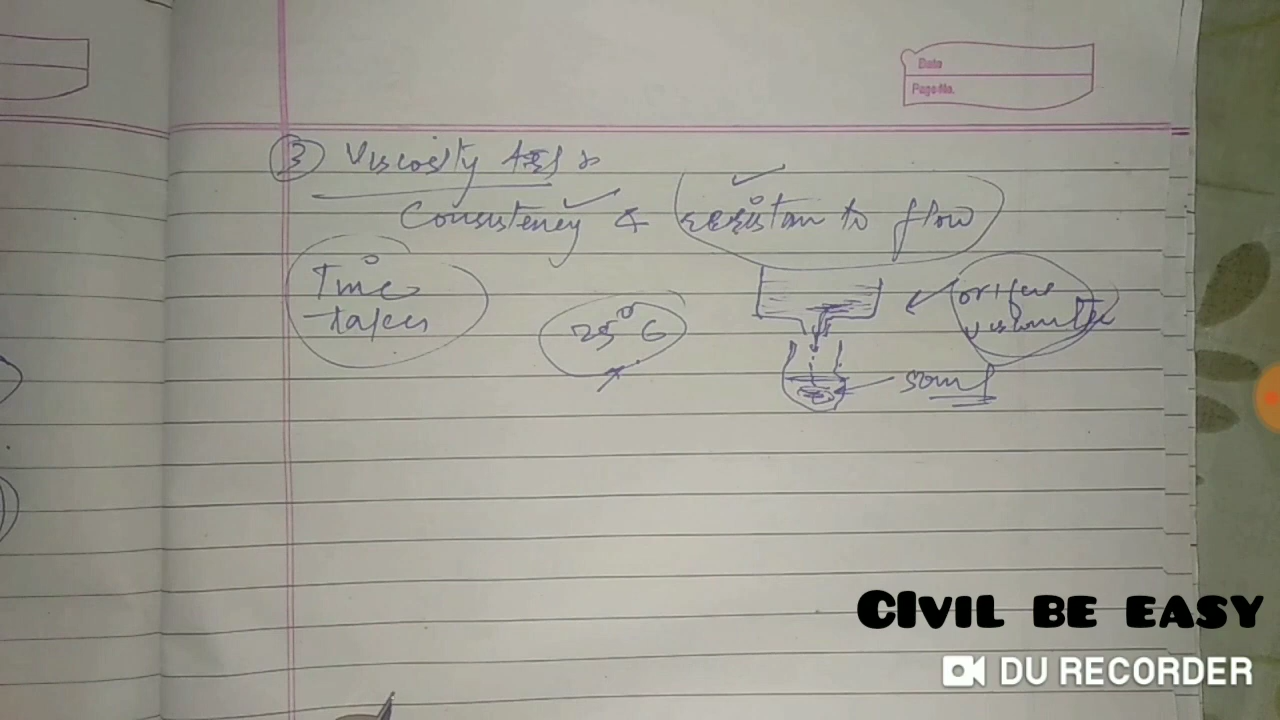 Date
Page No.
③ Viscosity test :-
Consistency & resistan to flow
Time
taken
25°C
orifice
viscometer
50ml
CIVIL BE EASY
DU RECORDER